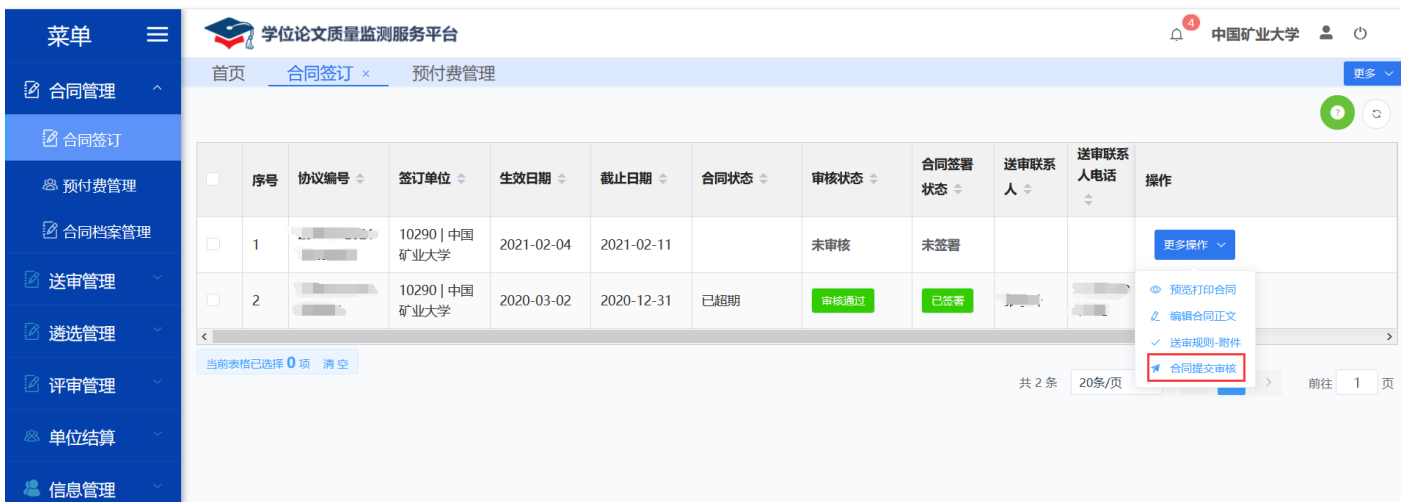 菜单
学位论文质量监测服务平台
4
中国矿业大学
首页 合同签订 × 预付费管理
更多
合同管理
合同签订
预付费管理
合同档案管理
送审管理
遴选管理
评审管理
单位结算
信息管理
?
序号 协议编号 签订单位 生效日期 截止日期 合同状态 审核状态 合同签署状态 送审联系人 送审联系人电话 操作
1 10290 | 中国矿业大学 2021-02-04 2021-02-11 未审核 未签署 更多操作
2 10290 | 中国矿业大学 2020-03-02 2020-12-31 已超期 审核通过 已签署
预览打印合同
编辑合同正文
送审规则-附件
合同提交审核
当前表格已选择 0 项 清空
共 2 条 20条/页 前往 1 页